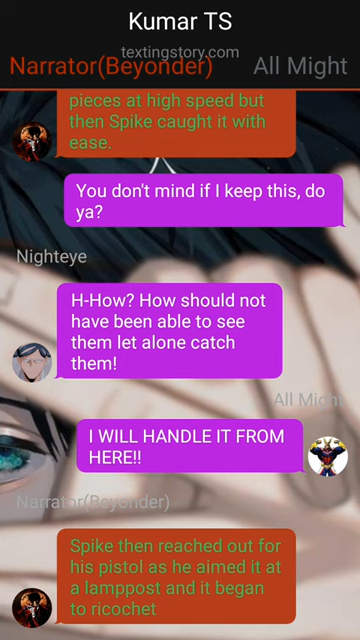 Kumar TS
textingstory.com
Narrator(Beyonder) All Might
pieces at high speed but
then Spike caught it with
ease.
You don't mind if I keep this, do
ya?
Nighteye
H-How? How should not
have been able to see
them let alone catch
them!
All Might
I WILL HANDLE IT FROM
HERE!!
Narrator(Beyonder)
Spike then reached out for
his pistol as he aimed it at
a lamppost and it began
to ricochet